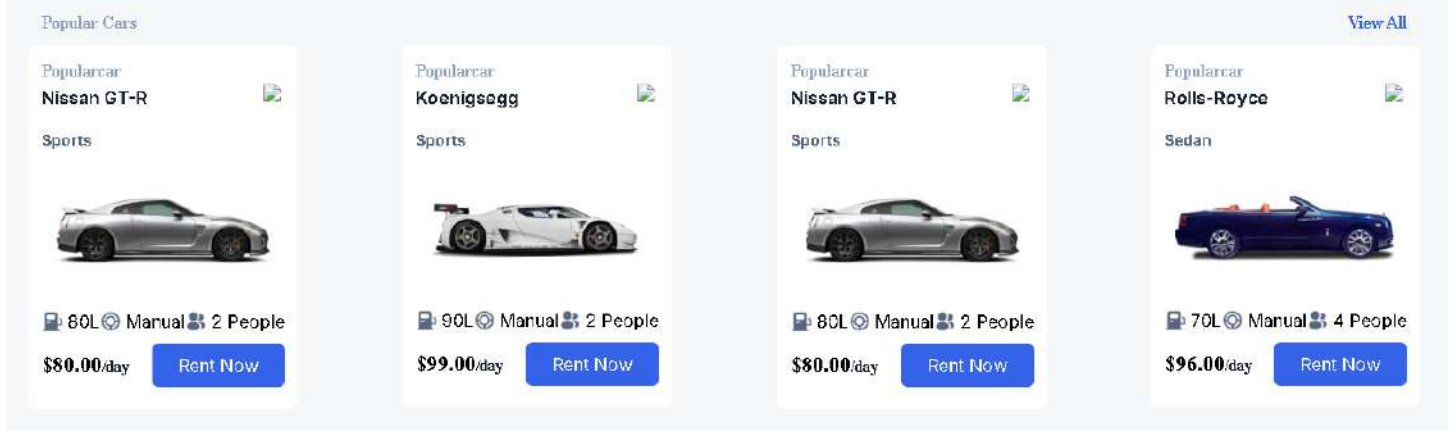 Popular Cars
View All
Popularcar
Nissan GT-R
Sports
80L Manual 2 People
$80.00/day
Rent Now
Popularcar
Koenigsegg
Sports
90L Manual 2 People
$99.00/day
Rent Now
Popularcar
Nissan GT-R
Sports
80L Manual 2 People
$80.00/day
Rent Now
Popularcar
Rolls-Royce
Sedan
70L Manual 4 People
$96.00/day
Rent Now